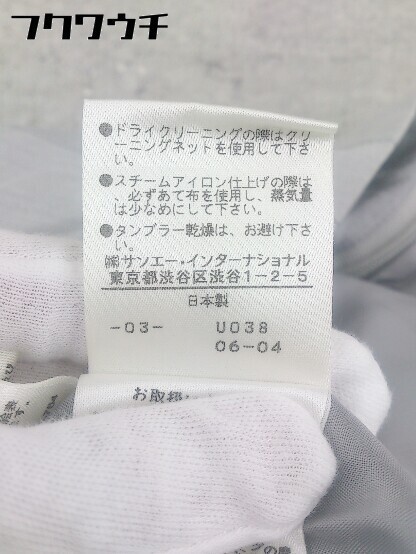 フクワウチ
●ドライクリーニングの際はクリ
ーニングネットを使用して下さ
い。
●スチームアイロン仕上げの際は
、必ずあて布を使用し、蒸気量
は少なめにして下さい。
●タンブラー乾燥は、お避け下さ
い。
㈱サンエー・インターナショナル
東京都渋谷区渋谷1-2-5
日本製
-03- U038
06-04
お取扱